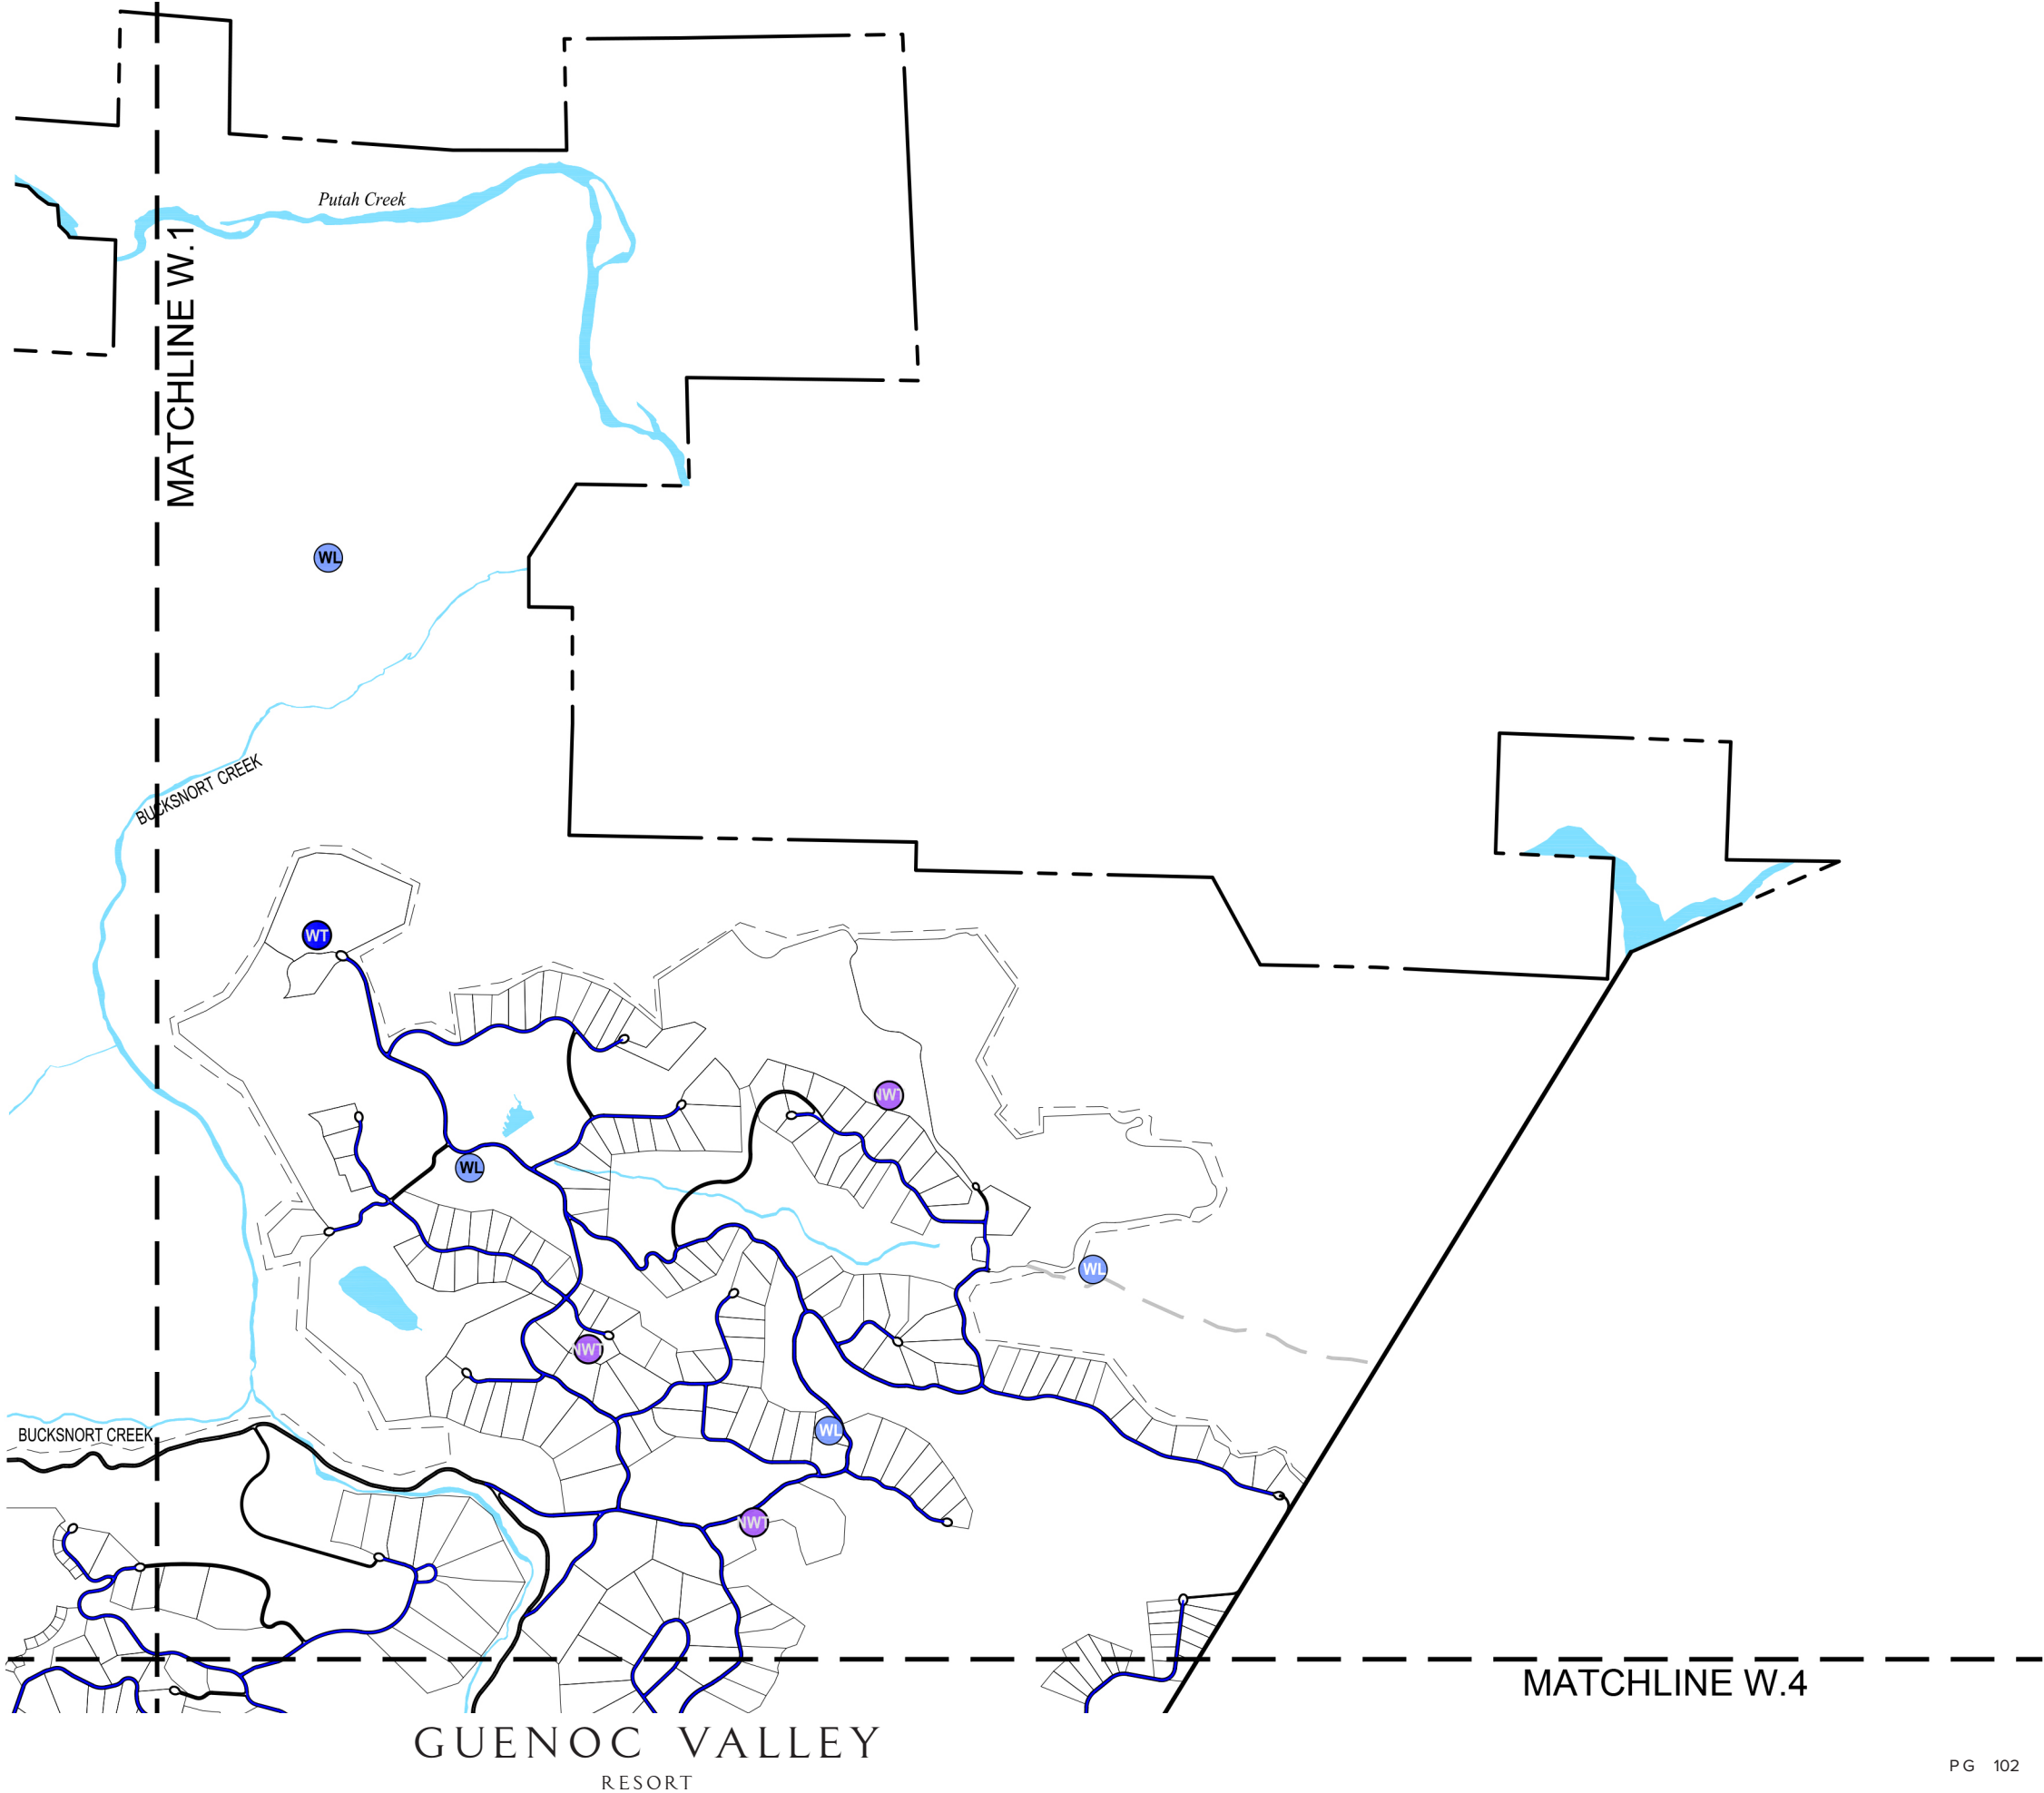 Putah Creek
MATCHLINE W.1
WL
BUCKSNORT CREEK
WT
NWT
WL
WL
NWT
WL
BUCKSNORT CREEK
NWT
MATCHLINE W.4
GUENOC VALLEY
RESORT
PG 102